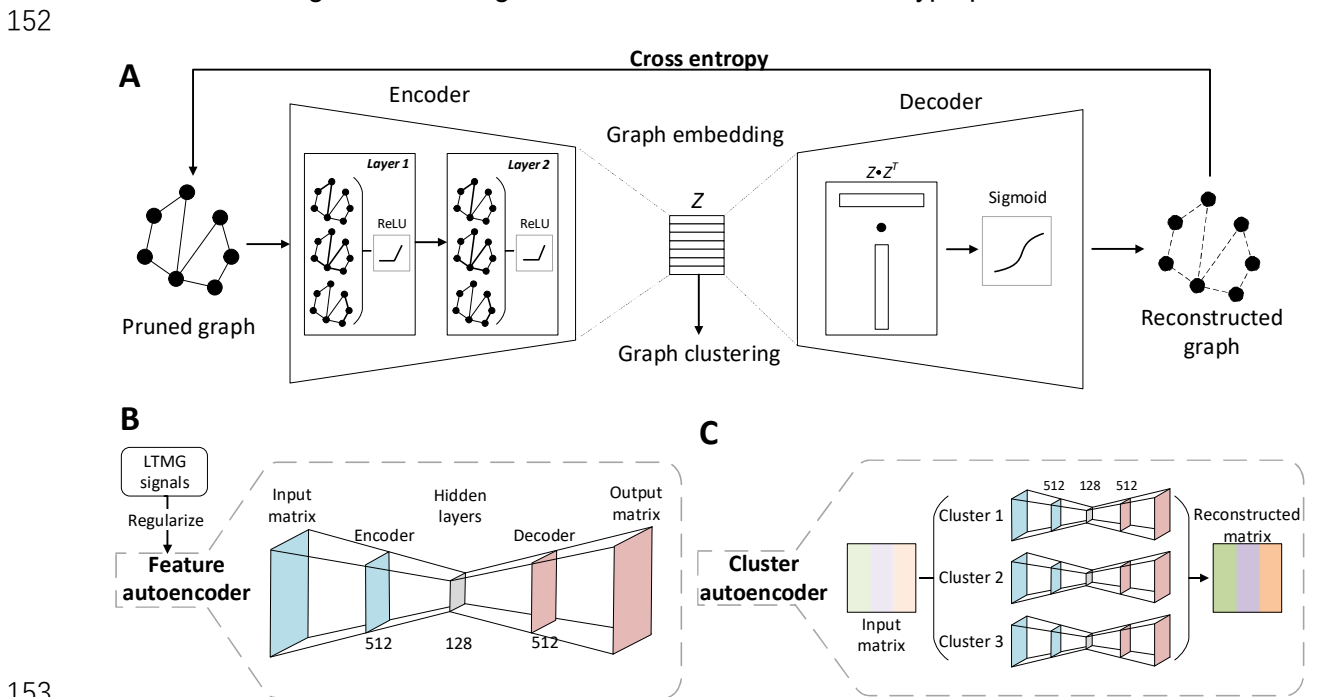 152
A
Cross entropy
Encoder
Decoder
Graph embedding
Layer 1
Layer 2
ReLU
ReLU
Z
Z•Z^T
Sigmoid
Pruned graph
Graph clustering
Reconstructed
graph
B
LTMG
signals
Regularize
Feature
autoencoder
Input
matrix
Encoder
Hidden
layers
Decoder
Output
matrix
512
128
512
C
Cluster
autoencoder
Input
matrix
Cluster 1
Cluster 2
Cluster 3
512 128 512
Reconstructed
matrix
153